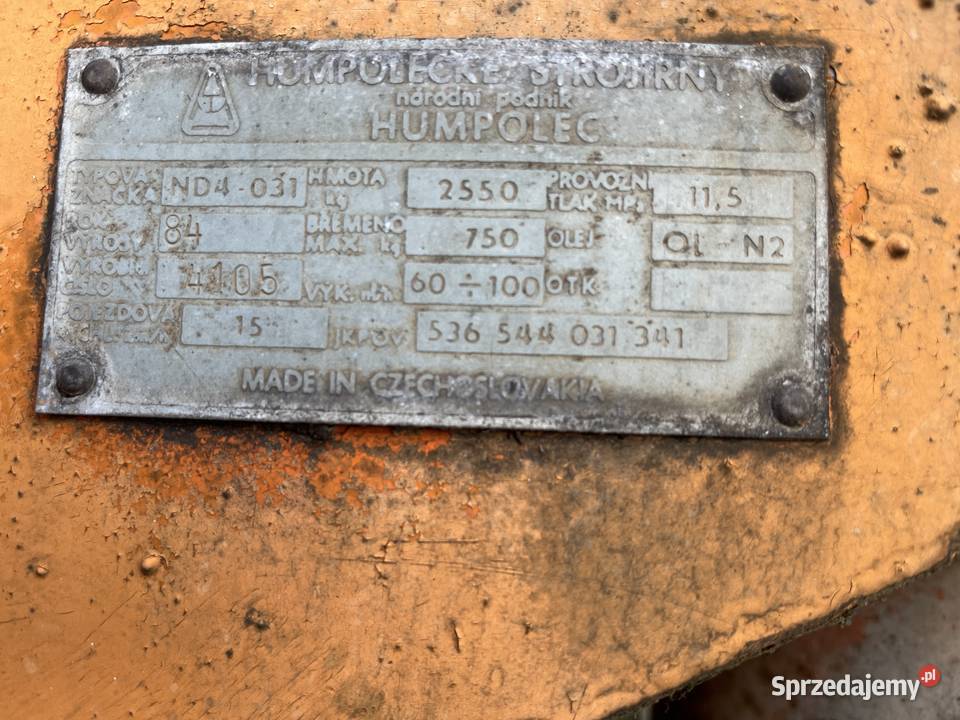 HUMPOLECKÉ STROJÍRNY
národní podnik
HUMPOLEC
TYPOVÁ ZNAČKA ND4-031 HMOTA kg 2550 PROVOZNÍ TLAK MPa 11,5
ROK VÝROBY 84 BŘEMENO MAX. kg 750 OLEJ OL-N2
VÝROBNÍ ČÍSLO 4105 VÝK. 60÷100 OTK
POJEZDOVÁ 15 JKPOV 536 544 031 341
MADE IN CZECHOSLOVAKIA
Sprzedajemy.pl